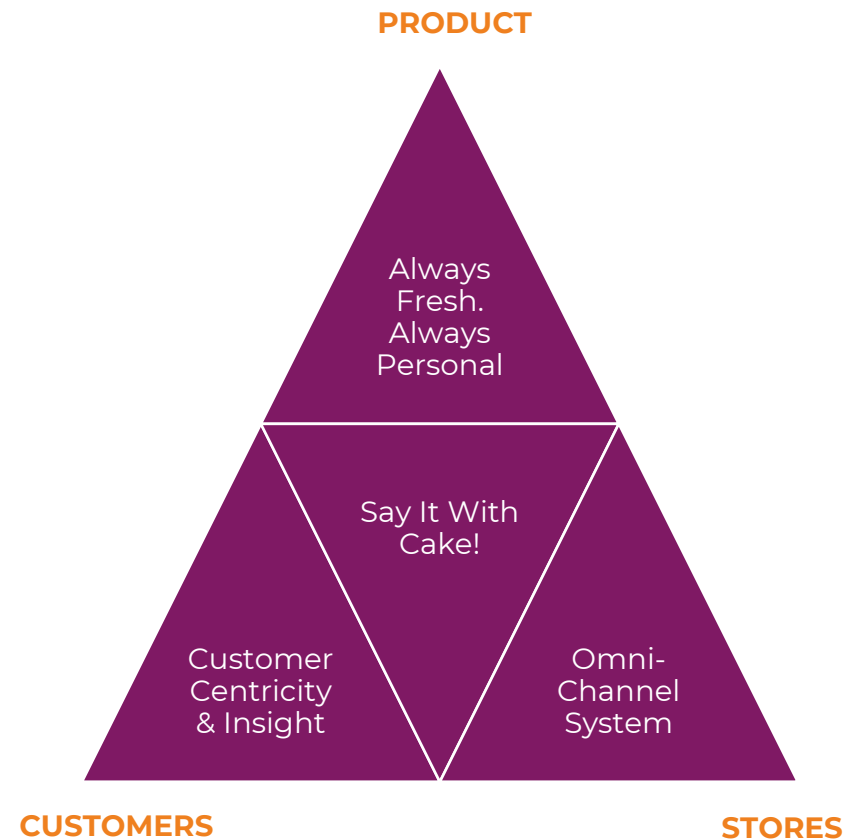 PRODUCT
Always
Fresh.
Always
Personal
Say It With
Cake!
Customer
Centricity
& Insight
Omni-
Channel
System
CUSTOMERS
STORES